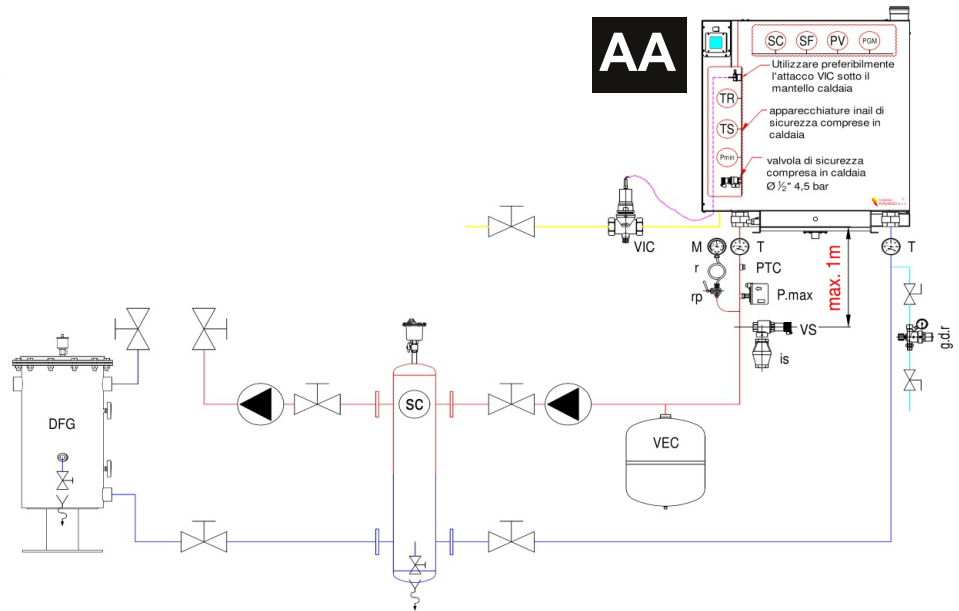 AA
SC SF PV PGM
Utilizzare preferibilmente
l'attacco VIC sotto il
mantello caldaia
TR
apparecchiature inail di
sicurezza comprese in
caldaia
TS
Pmin
valvola di sicurezza
compresa in caldaia
Ø ½" 4,5 bar
VIC
M
T
T
r
PTC
rp
P.max
max. 1m
VS
is
g.d.r
DFG
SC
VEC